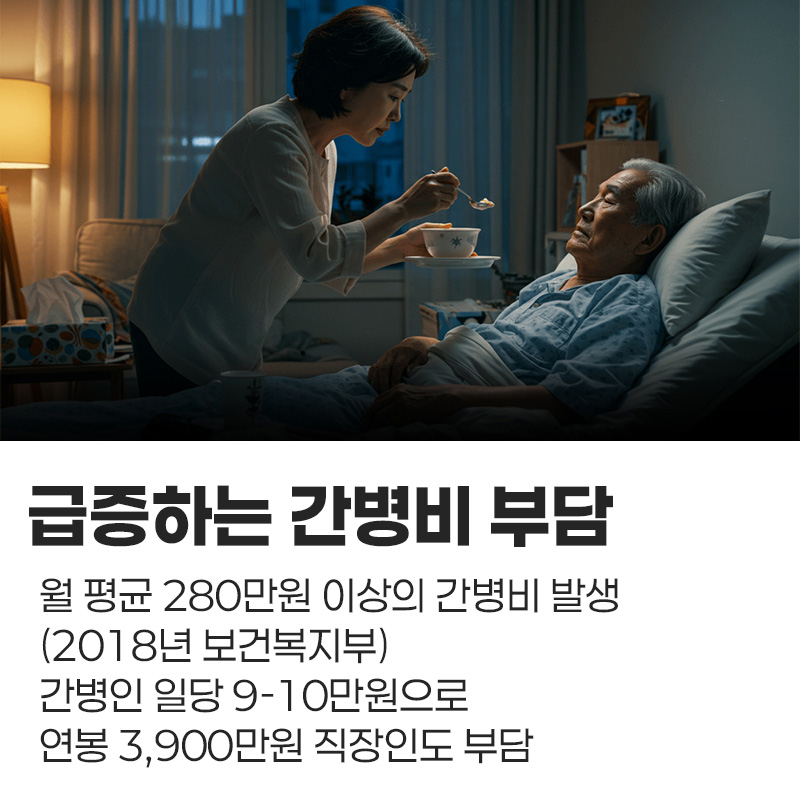 급증하는 간병비 부담
월 평균 280만원 이상의 간병비 발생
(2018년 보건복지부)
간병인 일당 9-10만원으로
연봉 3,900만원 직장인도 부담